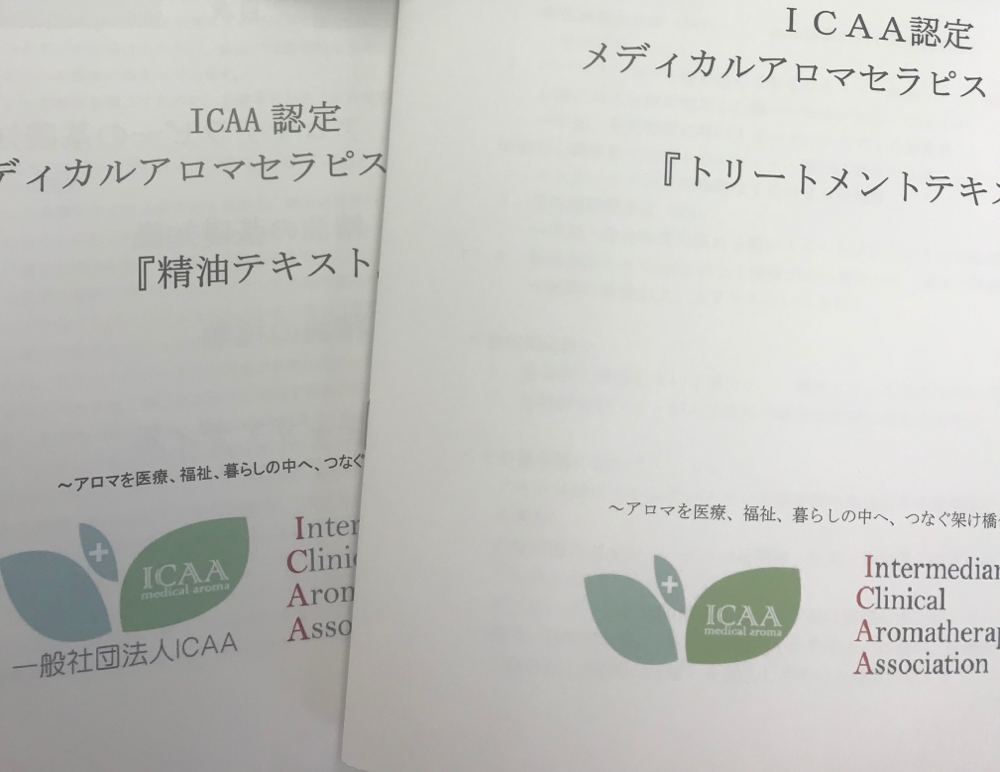 ICAA 認定
ディカルアロマセラピス
『精油テキスト
～アロマを医療、福祉、暮らしの中へ、つなぐ
ICAA
medical aroma
一般社団法人ICAA
Inter
Clinic
Arom
Asso
ＩＣＡＡ認定
メディカルアロマセラピス
『トリートメントテキス
～アロマを医療、福祉、暮らしの中へ、つなぐ架け橋
ICAA
medical aroma
Intermedian
Clinical
Aromatherap
Association